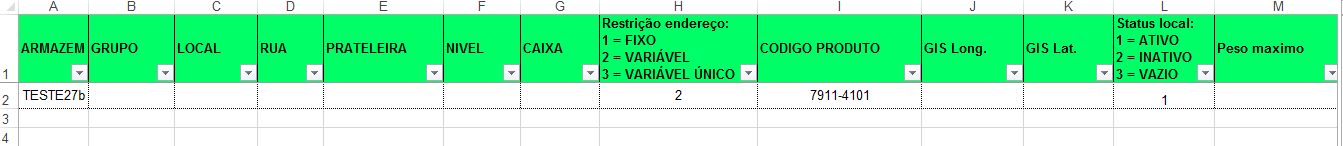 A B C D E F G H I J K L M
1 ARMAZEM GRUPO LOCAL RUA PRATELEIRA NIVEL CAIXA Restrição endereço: 1 = FIXO 2 = VARIÁVEL 3 = VARIÁVEL ÚNICO CODIGO PRODUTO GIS Long. GIS Lat. Status local: 1 = ATIVO 2 = INATIVO 3 = VAZIO Peso maximo
2 TESTE27b 2 7911-4101 1
3
4